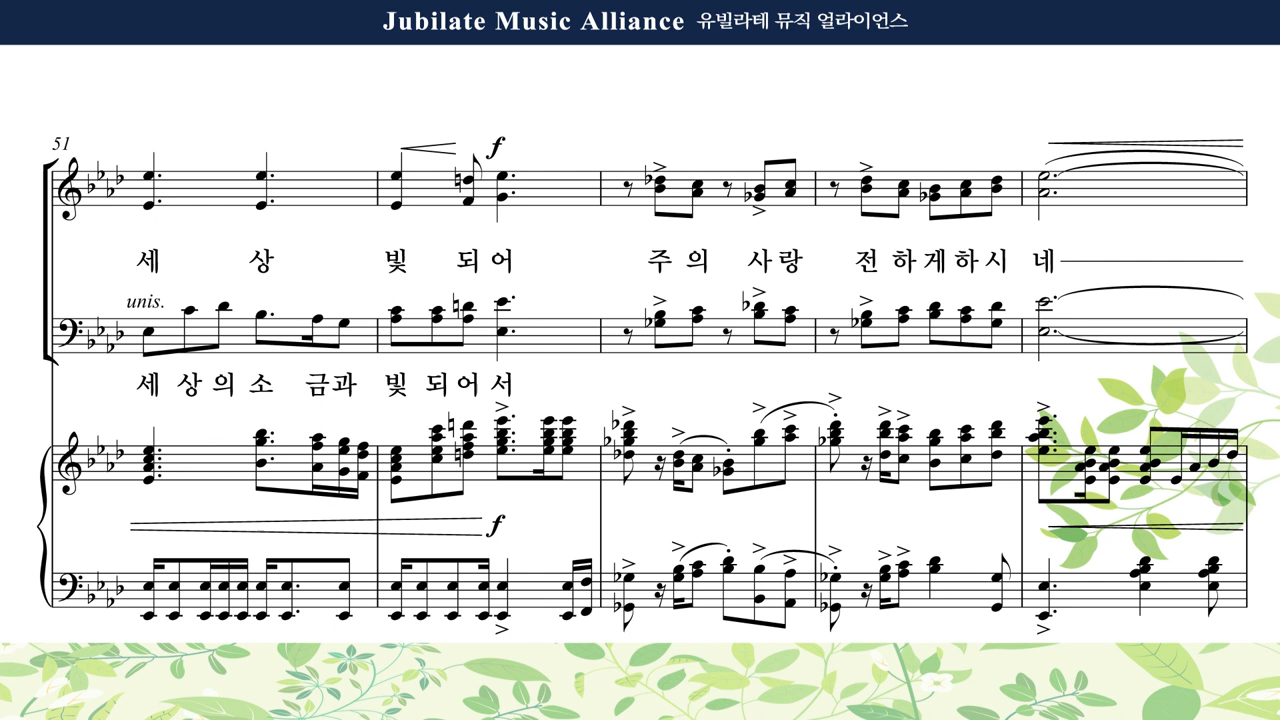 Jubilate Music Alliance 유빌라테 뮤직 얼라이언스
51
f
세 상 빛 되 어 주 의 사 랑 전 하 게 하 시 네
unis.
세 상 의 소 금 과 빛 되 어 서
f